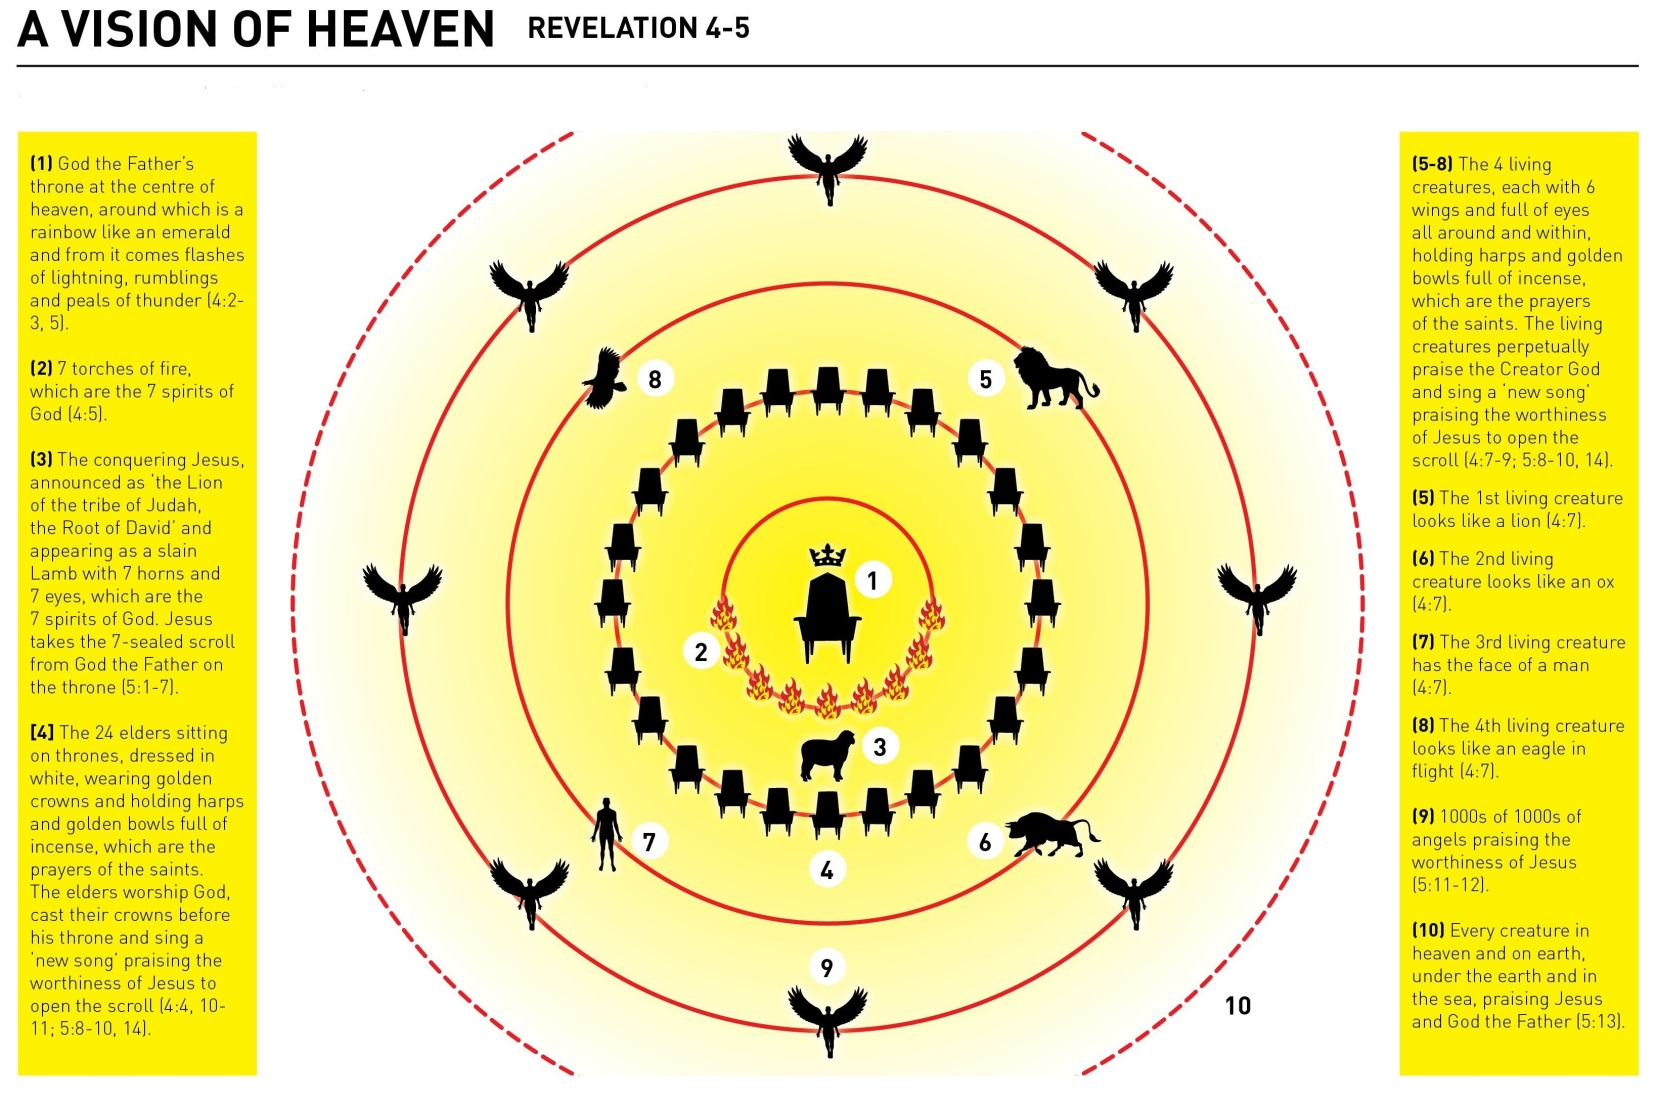 A VISION OF HEAVEN REVELATION 4-5
(1) God the Father's
throne at the centre of
heaven, around which is a
rainbow like an emerald
and from it comes flashes
of lightning, rumblings
and peals of thunder (4:2-
3, 5).
(2) 7 torches of fire,
which are the 7 spirits of
God (4:5).
(3) The conquering Jesus,
announced as 'the Lion
of the tribe of Judah,
the Root of David' and
appearing as a slain
Lamb with 7 horns and
7 eyes, which are the
7 spirits of God. Jesus
takes the 7-sealed scroll
from God the Father on
the throne (5:1-7).
[4] The 24 elders sitting
on thrones, dressed in
white, wearing golden
crowns and holding harps
and golden bowls full of
incense, which are the
prayers of the saints.
The elders worship God,
cast their crowns before
his throne and sing a
'new song' praising the
worthiness of Jesus to
open the scroll (4:4, 10-
11; 5:8-10, 14).
8
5
1
2
3
7
6
4
9
10
(5-8) The 4 living
creatures, each with 6
wings and full of eyes
all around and within,
holding harps and golden
bowls full of incense,
which are the prayers
of the saints. The living
creatures perpetually
praise the Creator God
and sing a 'new song'
praising the worthiness
of Jesus to open the
scroll (4:7-9; 5:8-10, 14).
(5) The 1st living creature
looks like a lion (4:7).
(6) The 2nd living
creature looks like an ox
(4:7).
(7) The 3rd living creature
has the face of a man
(4:7).
(8) The 4th living creature
looks like an eagle in
flight (4:7).
(9) 1000s of 1000s of
angels praising the
worthiness of Jesus
(5:11-12).
(10) Every creature in
heaven and on earth,
under the earth and in
the sea, praising Jesus
and God the Father (5:13).